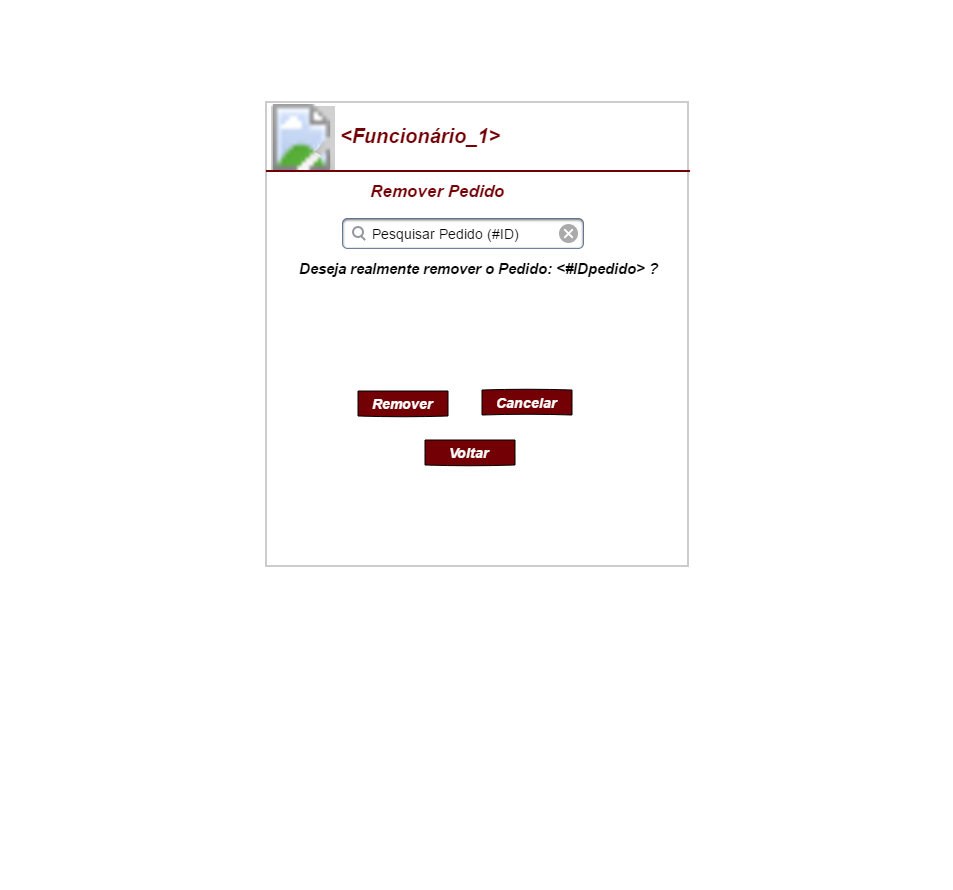 <Funcionário_1>
Remover Pedido
Pesquisar Pedido (#ID)
Deseja realmente remover o Pedido: <#IDpedido> ?
Remover Cancelar
Voltar